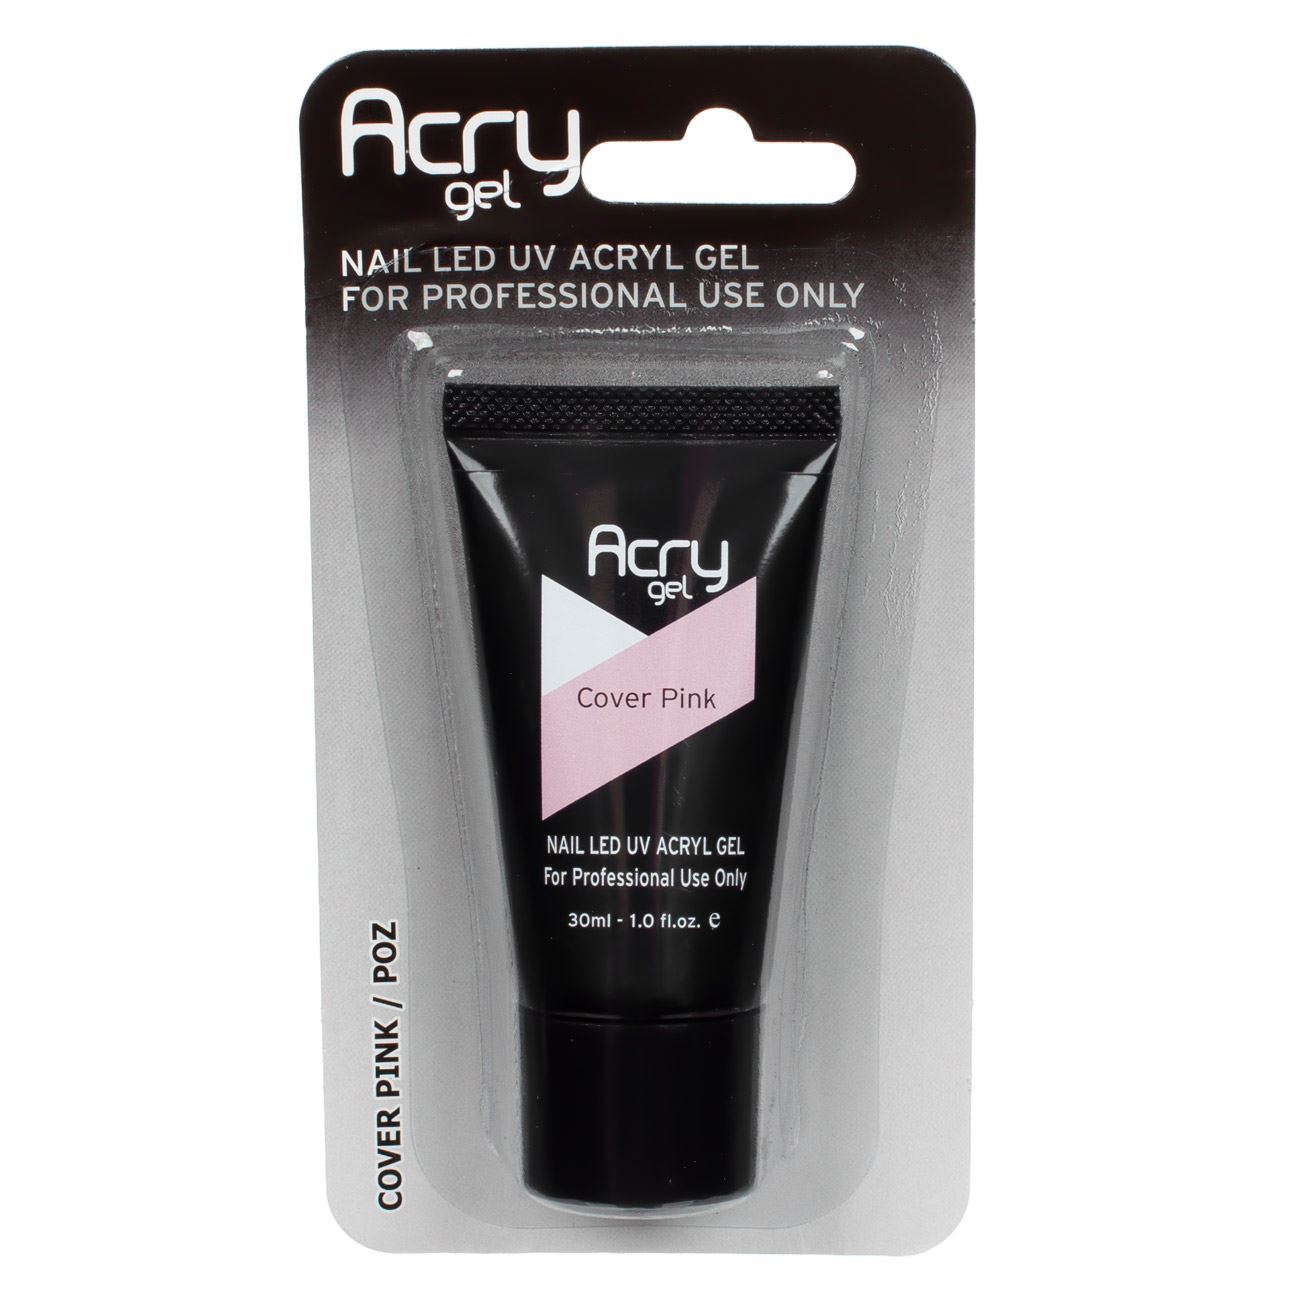 Acry
gel
NAIL LED UV ACRYL GEL
FOR PROFESSIONAL USE ONLY
Acry
gel
Cover Pink
NAIL LED UV ACRYL GEL
For Professional Use Only
30ml - 1.0 fl.oz. e
COVER PINK / POZ